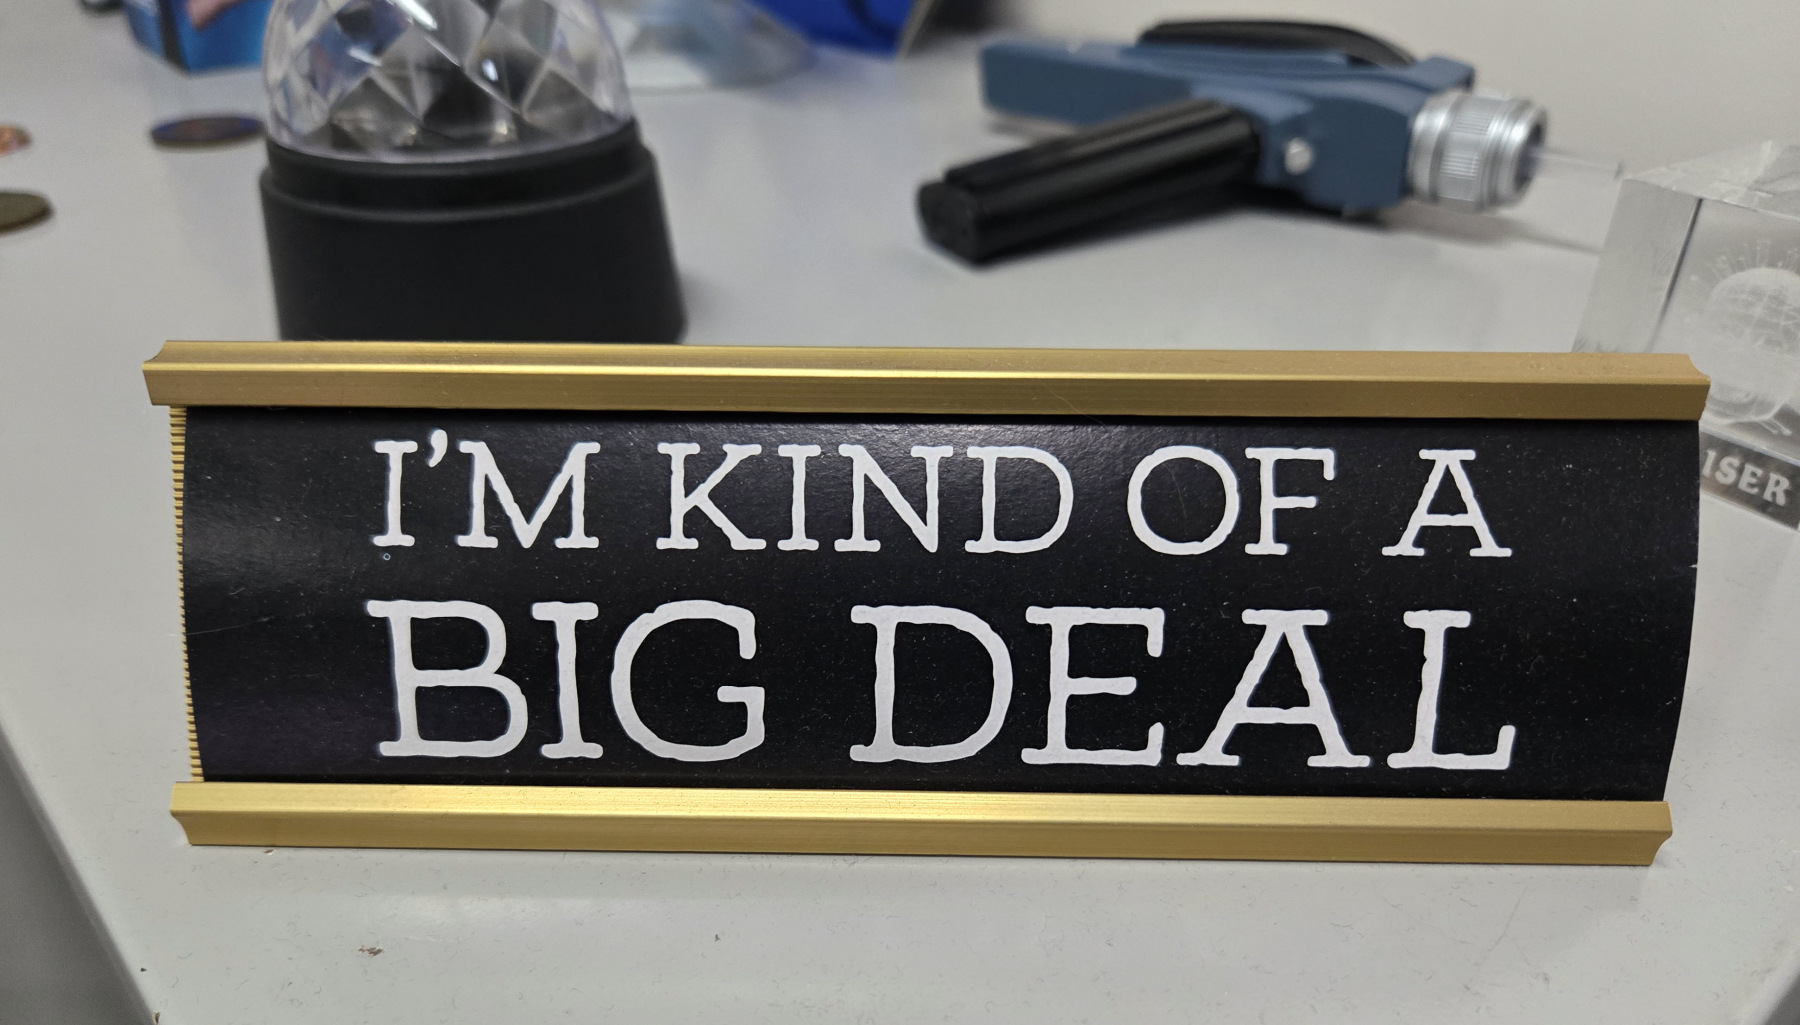 I'M KIND OF A
BIG DEAL